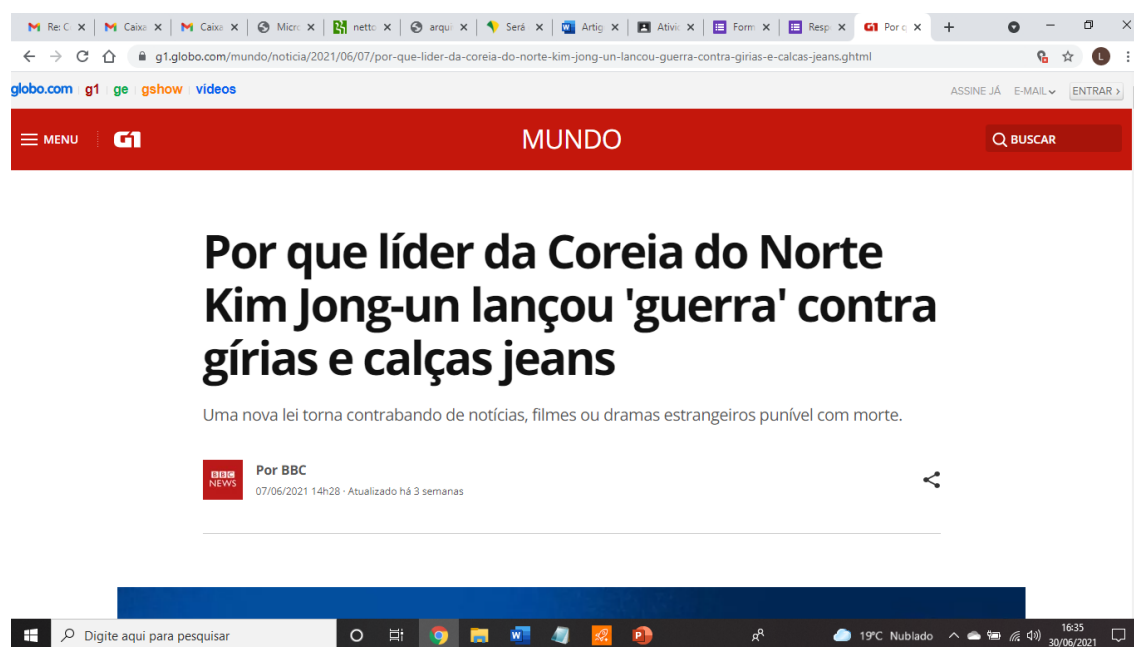 Re: C Caixa Caixa Micro netto arqui Será Artig Ativic Form Resp Por q
g1.globo.com/mundo/noticia/2021/06/07/por-que-lider-da-coreia-do-norte-kim-jong-un-lancou-guerra-contra-girias-e-calcas-jeans.ghtml
globo.com g1 ge gshow vídeos ASSINE JÁ E-MAIL ENTRAR >
MENU G1 MUNDO BUSCAR
Por que líder da Coreia do Norte
Kim Jong-un lançou 'guerra' contra
gírias e calças jeans
Uma nova lei torna contrabando de notícias, filmes ou dramas estrangeiros punível com morte.
BBC
NEWS
Por BBC
07/06/2021 14h28 · Atualizado há 3 semanas
Digite aqui para pesquisar 19°C Nublado 16:35
30/06/2021